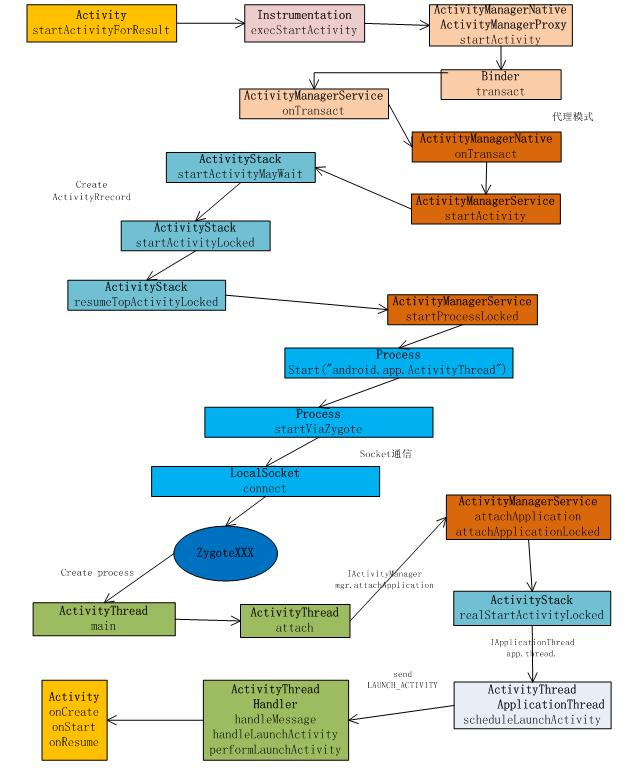 Activity
startActivityForResult
Instrumentation
execStartActivity
ActivityManagerNative
ActivityManagerProxy
startActivity
Binder
transact
ActivityManagerService
onTransact
代理模式
ActivityManagerNative
onTransact
ActivityStack
startActivityMayWait
Create
ActivityRrecord
ActivityManagerService
startActivity
ActivityStack
startActivityLocked
ActivityStack
resumeTopActivityLocked
ActivityManagerService
startProcessLocked
Process
Start("android.app.ActivityThread")
Process
startViaZygote
Socket通信
LocalSocket
connect
ActivityManagerService
attachApplication
attachApplicationLocked
ZygoteXXX
Create process
IActivityManager
mgr.attachApplication
ActivityThread
main
ActivityThread
attach
ActivityStack
realStartActivityLocked
IApplicationThread
app.thread.
send
LAUNCH_ACTIVITY
Activity
onCreate
onStart
onResume
ActivityThread
Handler
handleMessage
handleLaunchActivity
performLaunchActivity
ActivityThread
ApplicationThread
scheduleLaunchActivity